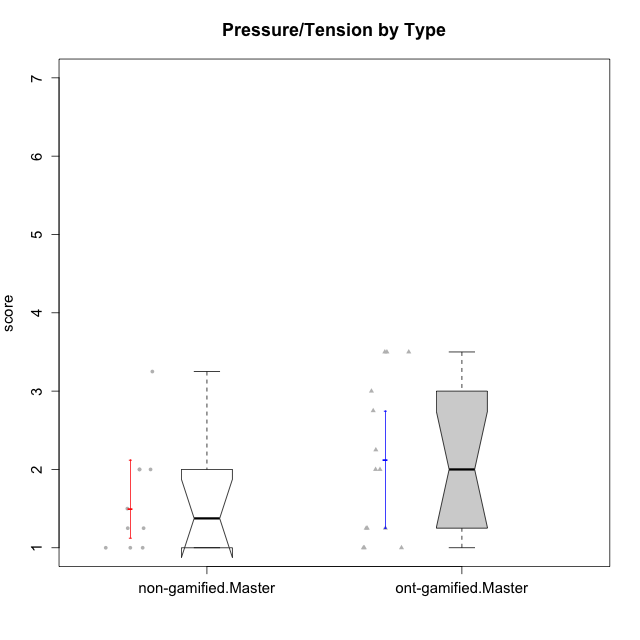 Pressure/Tension by Type
7
6
5
4
3
2
1
score
non-gamified.Master
ont-gamified.Master